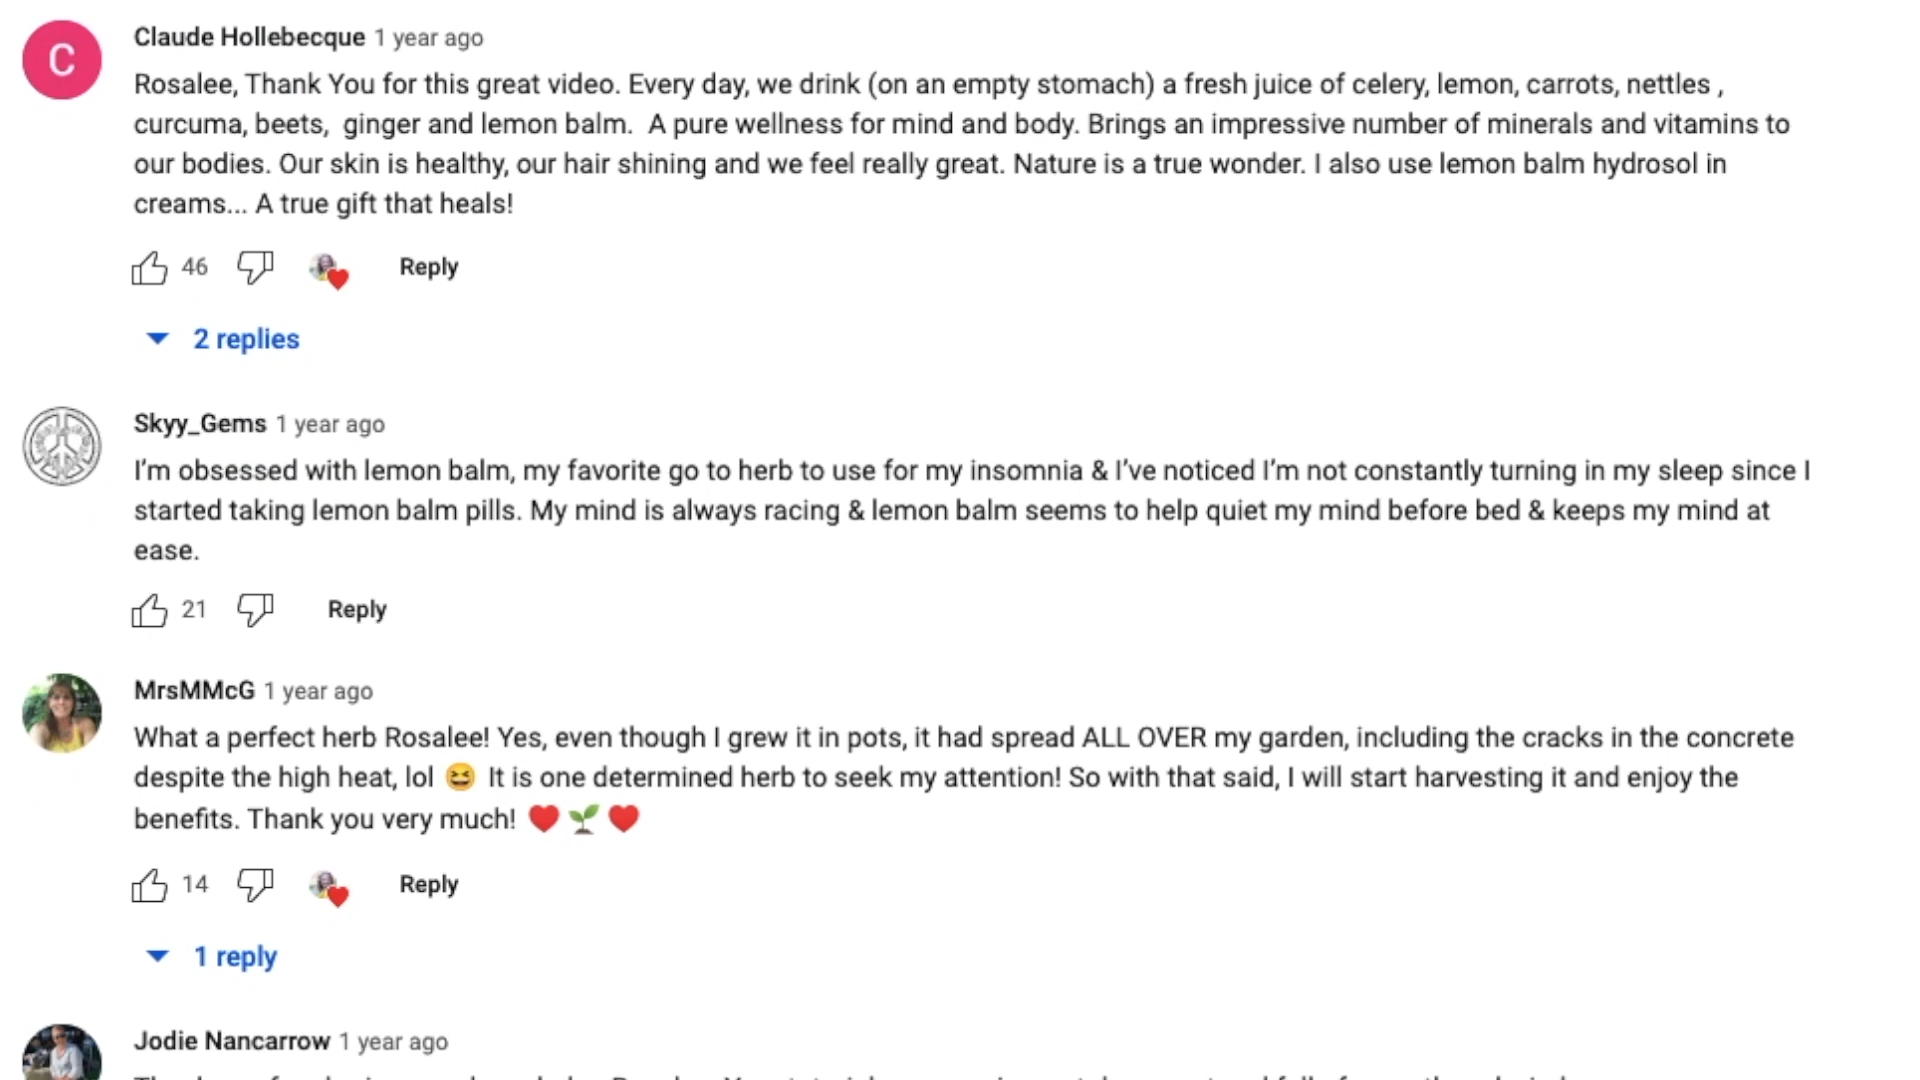 C
Claude Hollebecque 1 year ago
Rosalee, Thank You for this great video. Every day, we drink (on an empty stomach) a fresh juice of celery, lemon, carrots, nettles ,
curcuma, beets,  ginger and lemon balm.  A pure wellness for mind and body. Brings an impressive number of minerals and vitamins to
our bodies. Our skin is healthy, our hair shining and we feel really great. Nature is a true wonder. I also use lemon balm hydrosol in
creams... A true gift that heals!
46 Reply
2 replies
Skyy_Gems 1 year ago
I’m obsessed with lemon balm, my favorite go to herb to use for my insomnia & I’ve noticed I’m not constantly turning in my sleep since I
started taking lemon balm pills. My mind is always racing & lemon balm seems to help quiet my mind before bed & keeps my mind at
ease.
21 Reply
MrsMMcG 1 year ago
What a perfect herb Rosalee! Yes, even though I grew it in pots, it had spread ALL OVER my garden, including the cracks in the concrete
despite the high heat, lol 😆 It is one determined herb to seek my attention! So with that said, I will start harvesting it and enjoy the
benefits. Thank you very much! ❤️🌱❤️
14 Reply
1 reply
Jodie Nancarrow 1 year ago